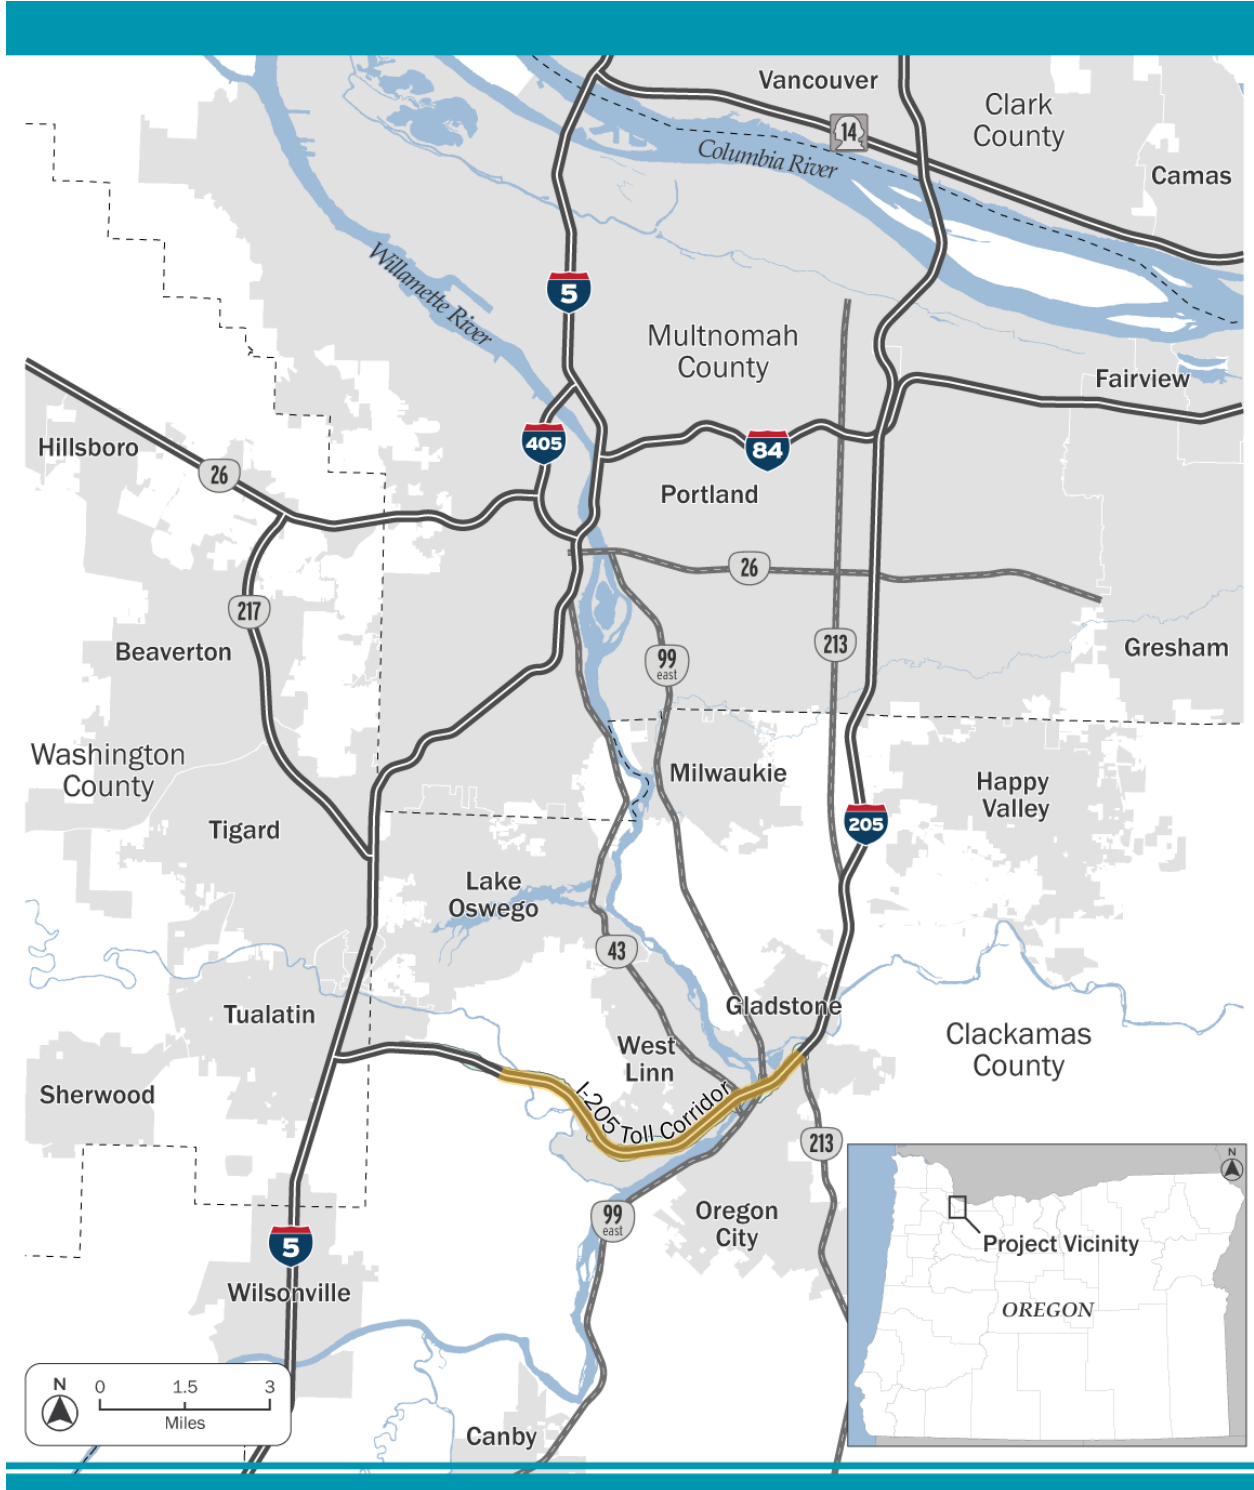 Vancouver
Clark
County
14
Columbia River
Camas
Willamette River
5
Multnomah
County
Fairview
Hillsboro
405
84
26
Portland
26
217
213
Beaverton
99
east
Gresham
Washington
County
Milwaukie
Happy
Valley
Tigard
205
Lake
Oswego
43
Gladstone
Tualatin
Clackamas
County
West
Linn
Sherwood
I-205 Toll Corridor
213
99
east
Oregon
City
5
Wilsonville
Canby
N
0 1.5 3
Miles
N
Project Vicinity
OREGON